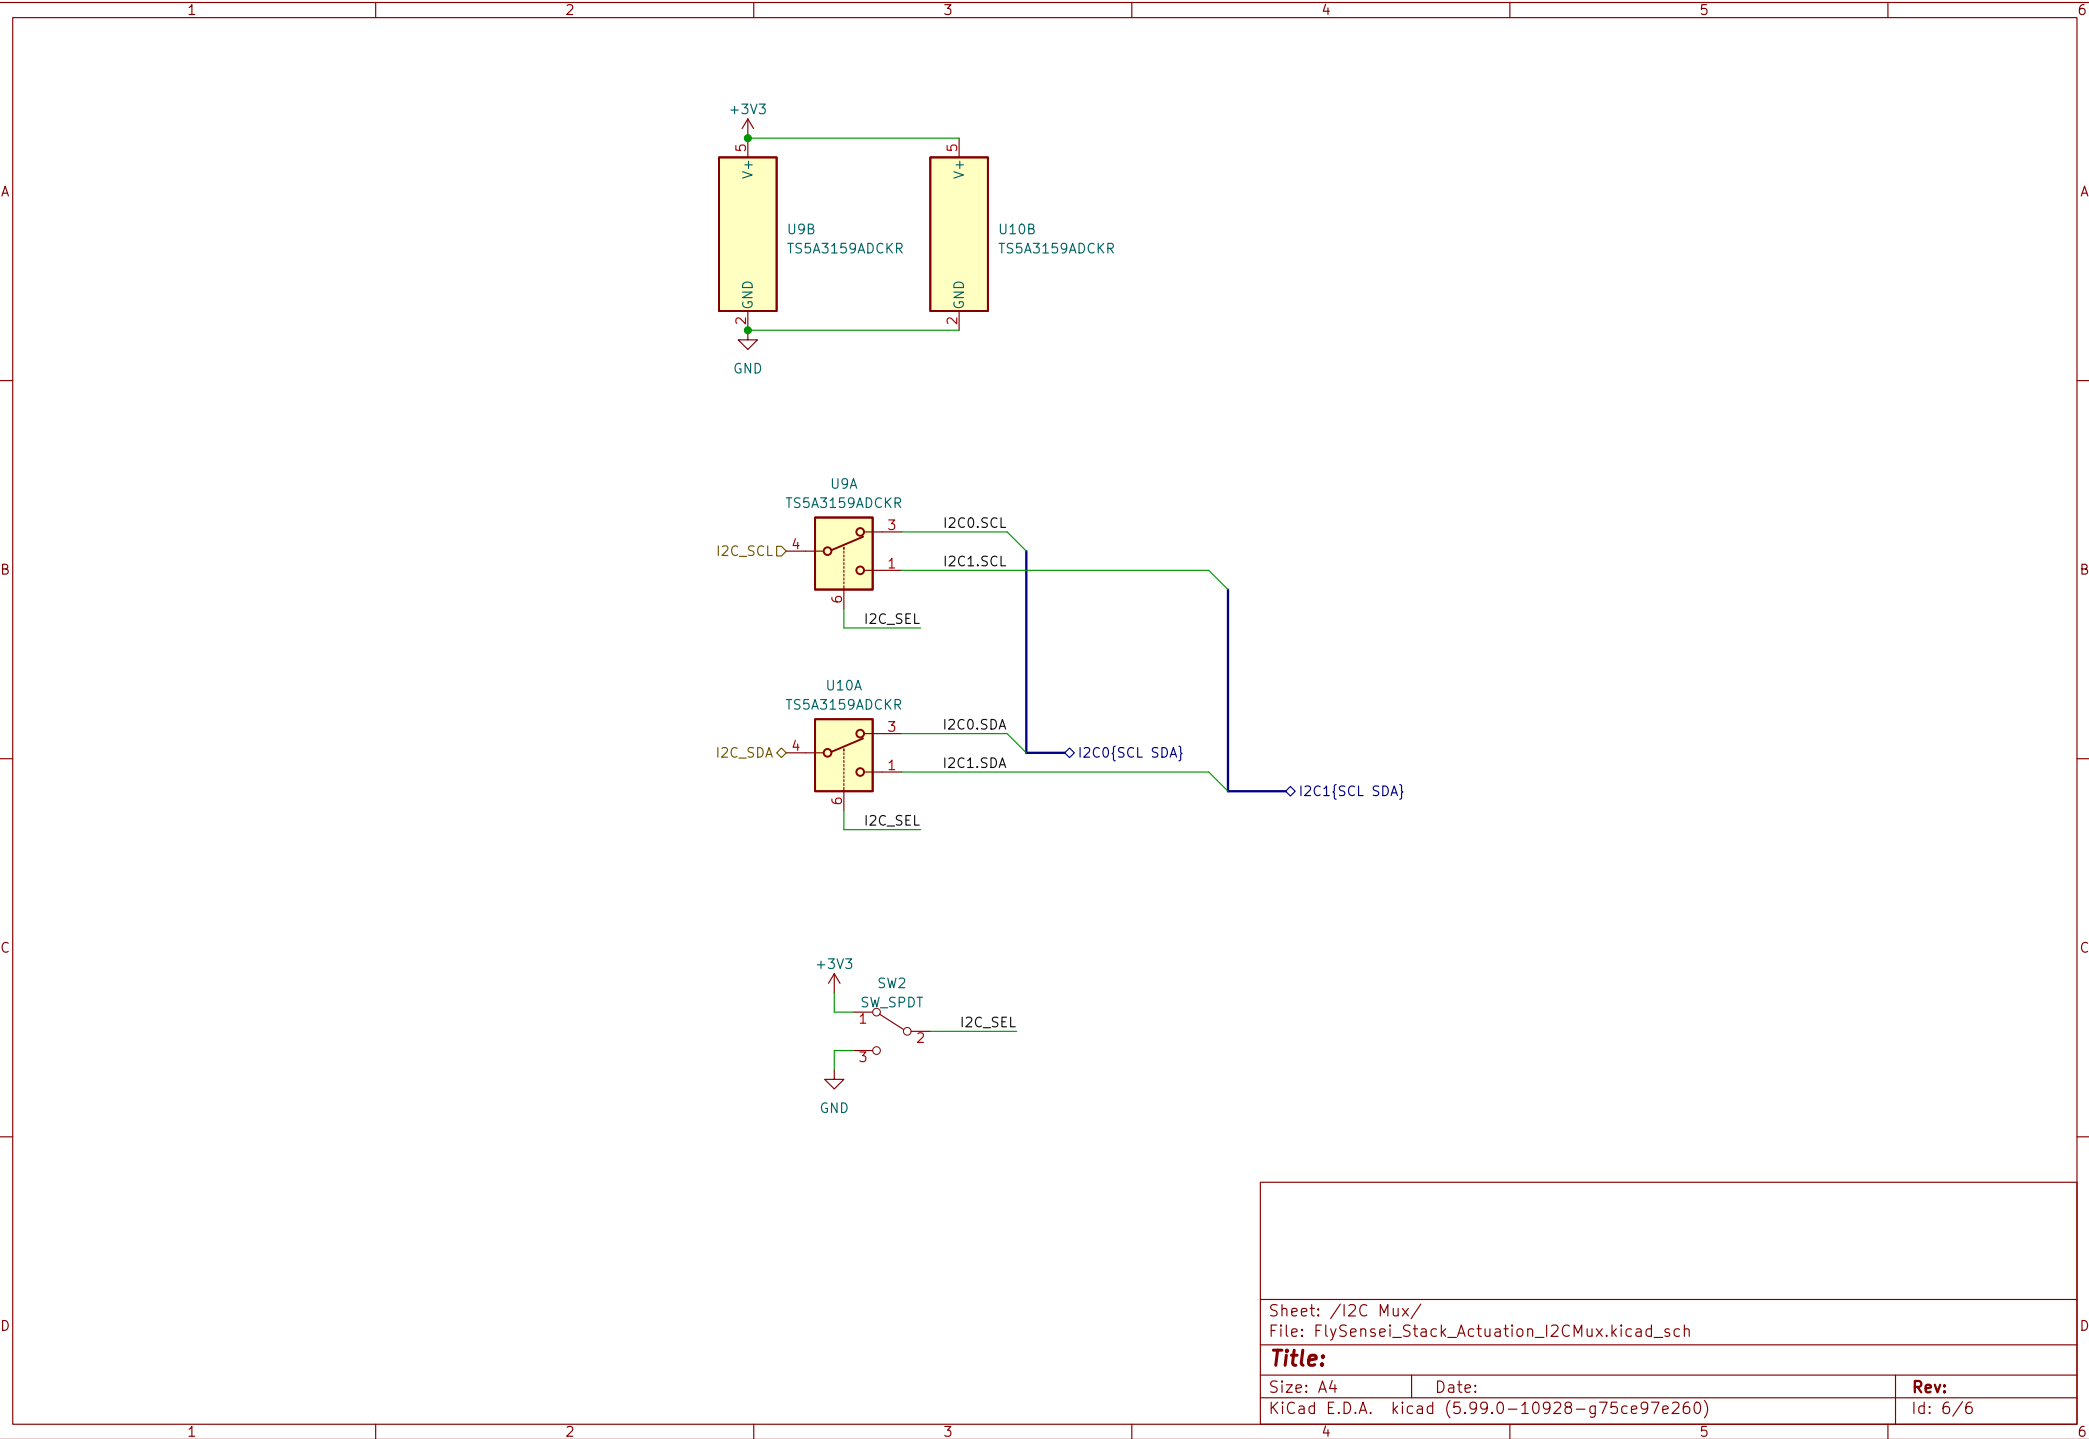 1 2 3 4 5 6
A A
B B
C C
D D
+3V3
5 5
V+ V+
U9B
TS5A3159ADCKR
U10B
TS5A3159ADCKR
GND GND
2 2
GND
U9A
TS5A3159ADCKR
I2C_SCL 4
3 I2C0.SCL
1 I2C1.SCL
6
I2C_SEL
U10A
TS5A3159ADCKR
I2C_SDA 4
3 I2C0.SDA
1 I2C1.SDA
6
I2C_SEL
I2C0{SCL SDA}
I2C1{SCL SDA}
+3V3
SW2
SW_SPDT
1
I2C_SEL
2
3
GND
Sheet: /I2C Mux/
File: FlySensei_Stack_Actuation_I2CMux.kicad_sch
Title:
Size: A4 Date: Rev:
KiCad E.D.A. kicad (5.99.0-10928-g75ce97e260) Id: 6/6
1 2 3 4 5 6